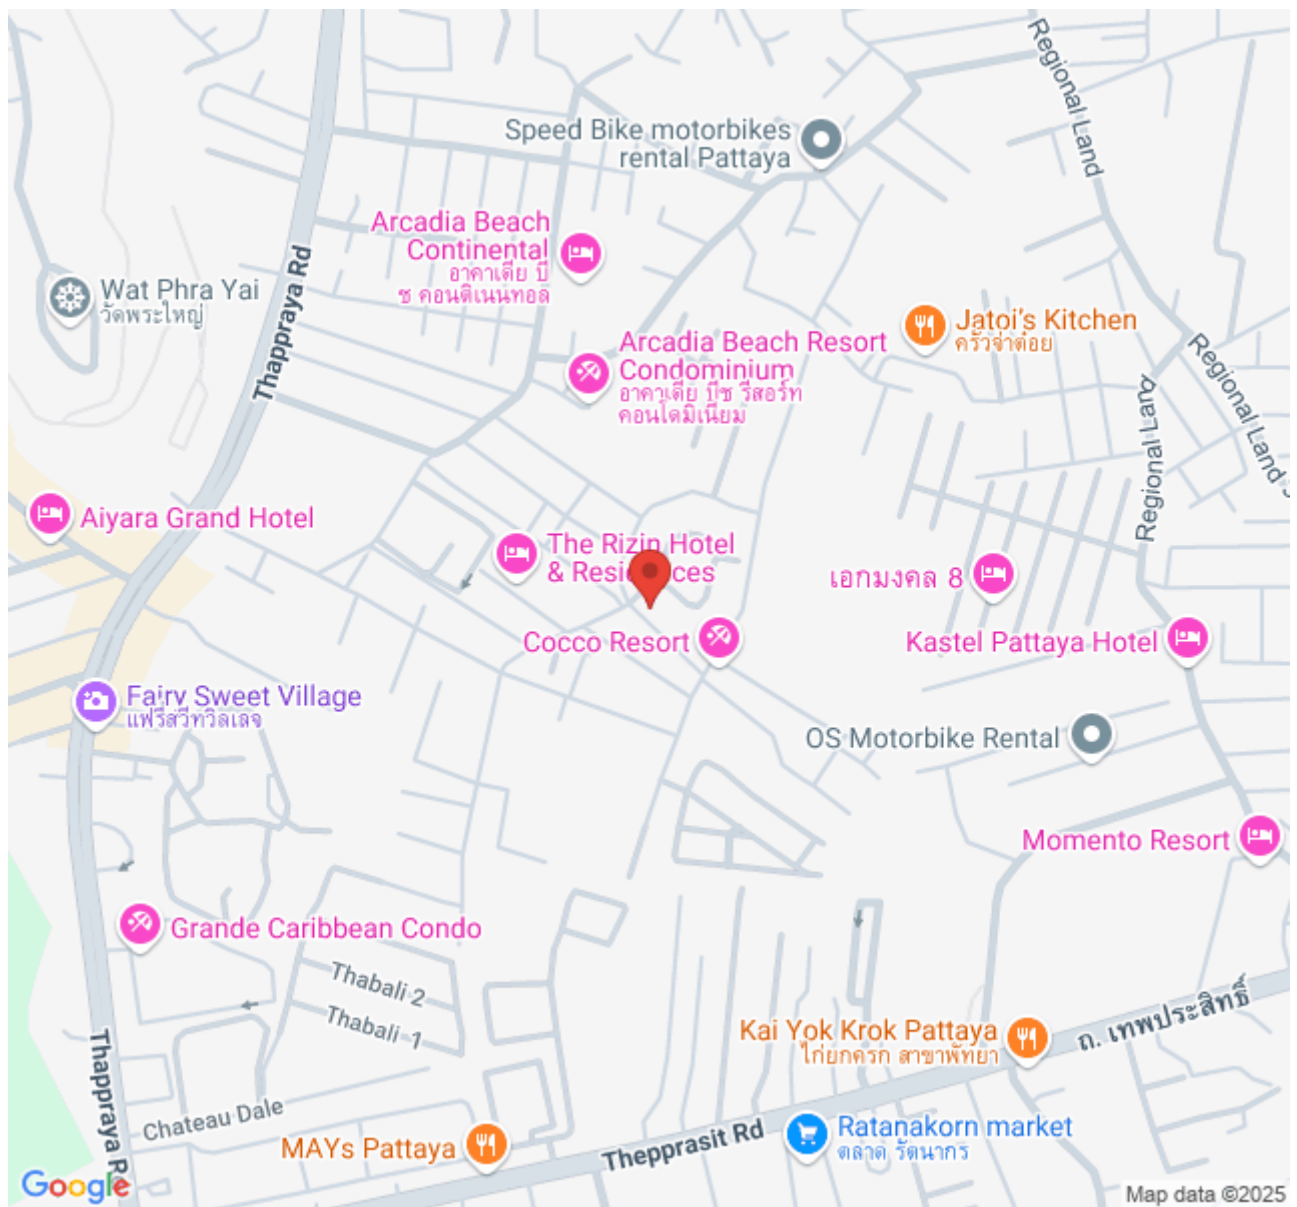 Regional Land
Speed Bike motorbikes
rental Pattaya
Arcadia Beach
Continental
อาคาเดีย บี
ช คอนติเนนทอล
Thappraya Rd
Wat Phra Yai
วัดพระใหญ่
Jatoi's Kitchen
ครัวจ่าต๋อย
Arcadia Beach Resort
Condominium
อาคาเดีย บีช รีสอร์ท
คอนโดมิเนียม
Regional Land
Regional Land
Aiyara Grand Hotel
The Rizin Hotel
& Residences
เอกมงคล 8
Cocco Resort
Kastel Pattaya Hotel
Fairy Sweet Village
แฟรีสวีทวิลเลจ
OS Motorbike Rental
Momento Resort
Grande Caribbean Condo
Thabali 2
Thabali 1
ถ. เทพประสิทธิ์
Kai Yok Krok Pattaya
ไก่ยกครก สาขาพัทยา
Thappraya Rd
Chateau Dale
MAYs Pattaya
Thepprasit Rd
Ratanakorn market
ตลาด รัตนากร
Google
Map data ©2025